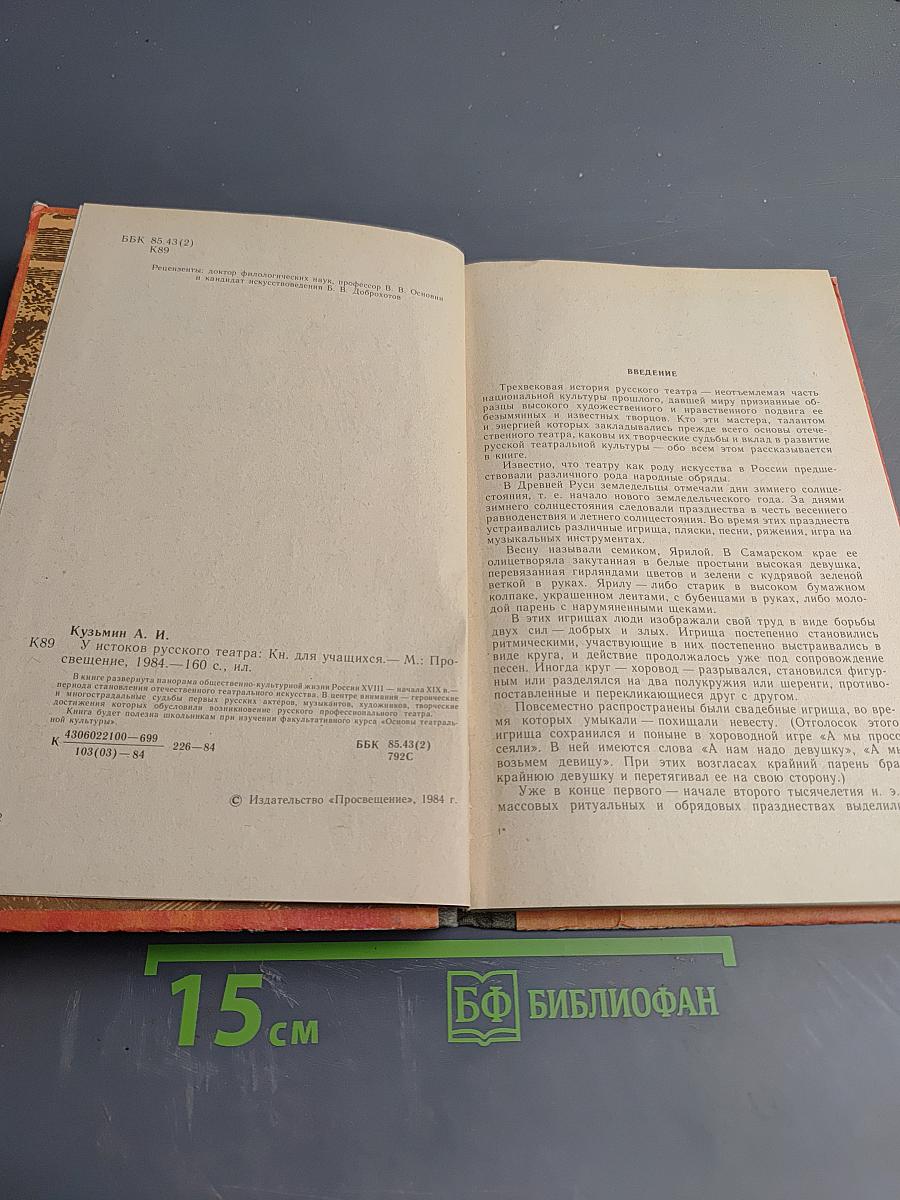 ББК 85.43(2)
К89
Рецензенты: доктор филологических наук, профессор В. В. Основин
и кандидат искусствоведения Б. В. Доброхотов
Кузьмин А. И.
К89 У истоков русского театра: Кн. для учащихся.— М.: Про-
свещение, 1984.—160 с., ил.
В книге развернута панорама общественно-культурной жизни России XVIII — начала XIX в.—
периода становления отечественного театрального искусства. В центре внимания — героические
и многострадальные судьбы первых русских актёров, музыкантов, художников, творческие
достижения которых обусловили возникновение русского профессионального театра.
Книга будет полезна школьникам при изучении факультативного курса «Основы театраль-
ной культуры».
К 4306022100—699
103(03)—84 226—84
ББК 85.43(2)
792С
© Издательство «Просвещение», 1984 г.
2
ВВЕДЕНИЕ
Трехвековая история русского театра — неотъемлемая часть
национальной культуры прошлого, давшей миру признанные об-
разцы высокого художественного и нравственного подвига ее
безымянных и известных творцов. Кто эти мастера, талантом
и энергией которых закладывались прежде всего основы отече-
ственного театра, каковы их творческие судьбы и вклад в развитие
русской театральной культуры — обо всем этом рассказывается
в книге.
Известно, что театру как роду искусства в России предше-
ствовали различного рода народные обряды.
В Древней Руси земледельцы отмечали дни зимнего солнце-
стояния, т. е. начало нового земледельческого года. За днями
зимнего солнцестояния следовали празднества в честь весеннего
равноденствия и летнего солнцестояния. Во время этих празднеств
устраивались различные игрища, пляски, песни, ряжения, игра на
музыкальных инструментах.
Весну называли семиком, Ярилой. В Самарском крае ее
олицетворяла закутанная в белые простыни высокая девушка,
перевязанная гирляндами цветов и зелени с кудрявой зеленой
веткой в руках. Ярилу — либо старик в высоком бумажном
колпаке, украшенном лентами, с бубенцами в руках, либо моло-
дой парень с нарумяненными щеками.
В этих игрищах люди изображали свой труд в виде борьбы
двух сил — добрых и злых. Игрища постепенно становились
ритмическими, участвующие в них постепенно выстраивались в
виде круга, и действие продолжалось уже под сопровождение
песен. Иногда круг — хоровод — разрывался, становился фигур-
ным или разделялся на два полукружия или шеренги, противо-
поставленные и перекликающиеся друг с другом.
Повсеместно распространены были свадебные игрища, во вре-
мя которых умыкали — похищали невесту. (Отголосок этого
игрища сохранился и поныне в хороводной игре «А мы просо
сеяли». В ней имеются слова «А нам надо девушку», «А мы
возьмем девицу». При этих возгласах крайний парень брал
крайнюю девушку и перетягивал ее на свою сторону.)
Уже в конце первого — начале второго тысячелетия н. э.
массовых ритуальных и обрядовых празднествах выделили
1*
15 см
БФ БИБЛИОФАН